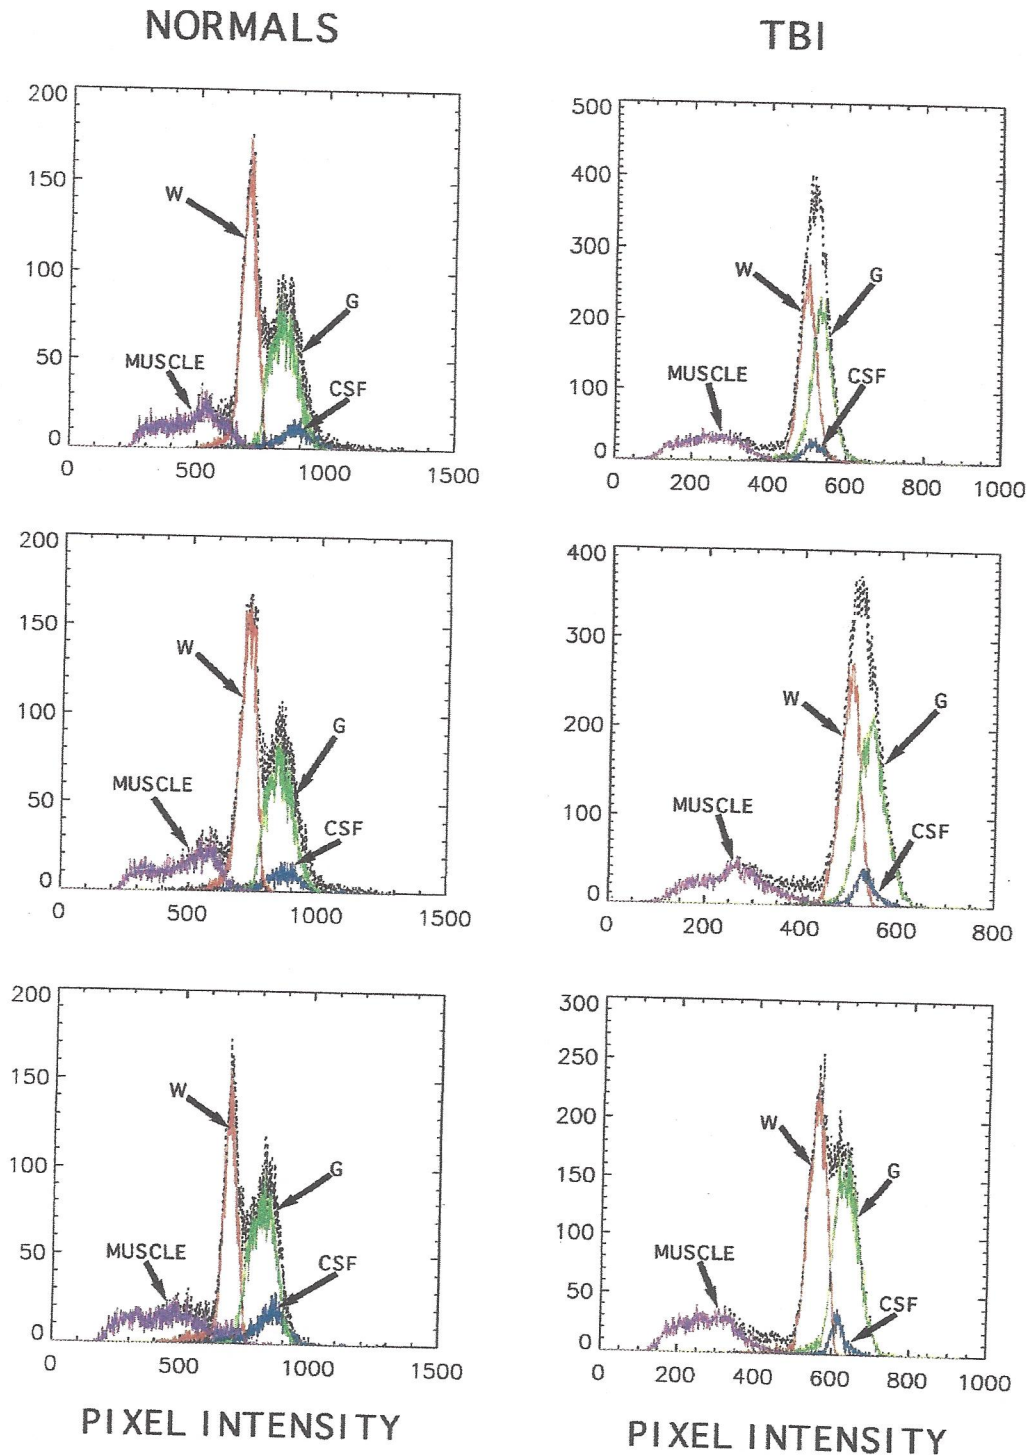 NORMALS
TBI
200
150
100
50
0
0 500 1000 1500
W
G
MUSCLE
CSF
500
400
300
200
100
0
0 200 400 600 800 1000
W
G
MUSCLE
CSF
200
150
100
50
0
0 500 1000 1500
W
G
MUSCLE
CSF
400
300
200
100
0
0 200 400 600 800
W
G
MUSCLE
CSF
200
150
100
50
0
0 500 1000 1500
W
G
MUSCLE
CSF
300
250
200
150
100
50
0
0 200 400 600 800 1000
W
G
MUSCLE
CSF
PIXEL INTENSITY
PIXEL INTENSITY